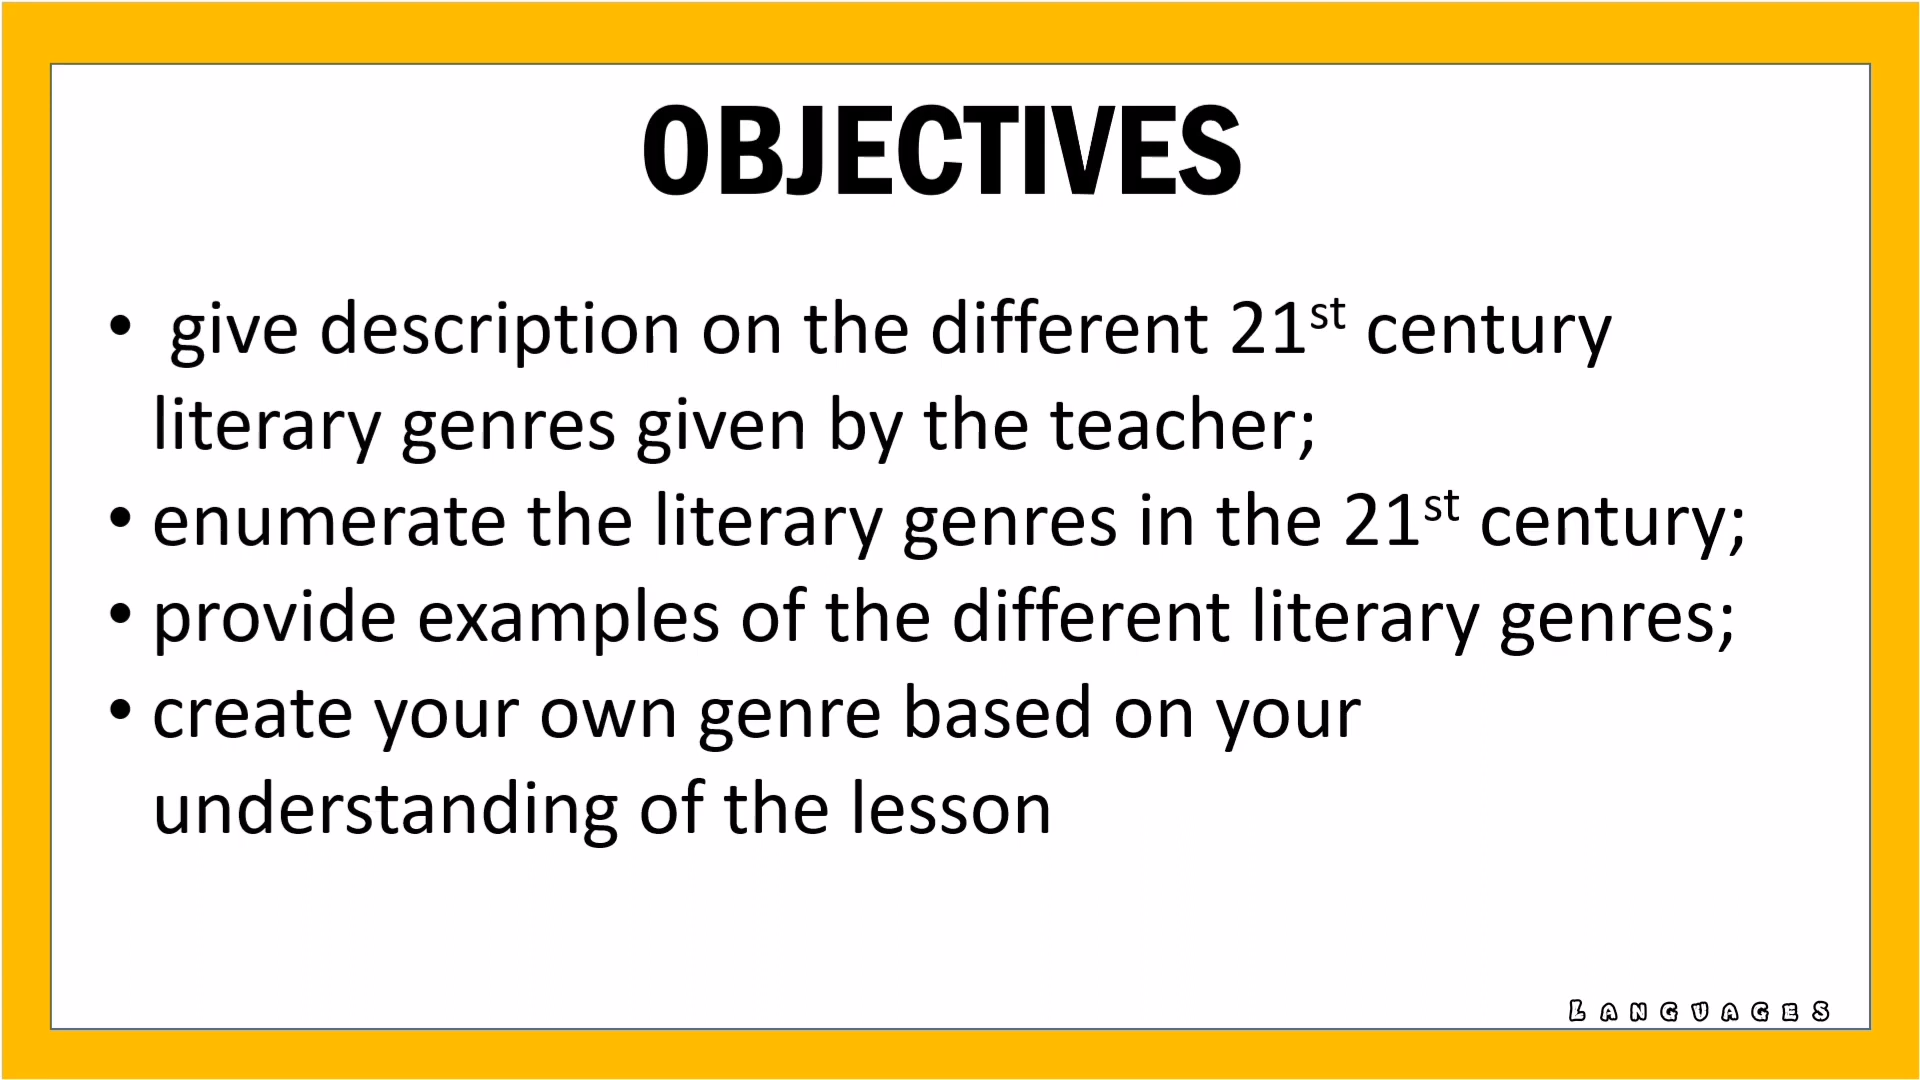 OBJECTIVES
• give description on the different 21st century
literary genres given by the teacher;
• enumerate the literary genres in the 21st century;
• provide examples of the different literary genres;
• create your own genre based on your
understanding of the lesson
LANGUAGES